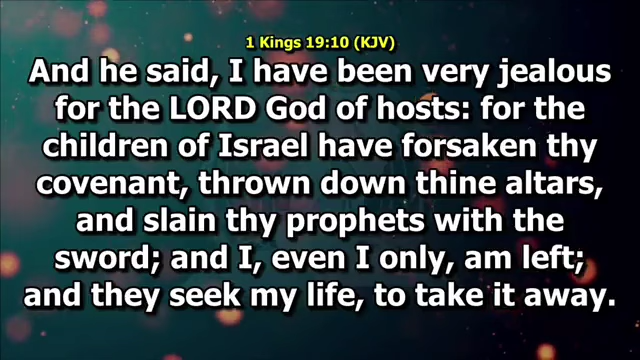 1 Kings 19:10 (KJV)
And he said, I have been very jealous
for the LORD God of hosts: for the
children of Israel have forsaken thy
covenant, thrown down thine altars,
and slain thy prophets with the
sword; and I, even I only, am left;
and they seek my life, to take it away.